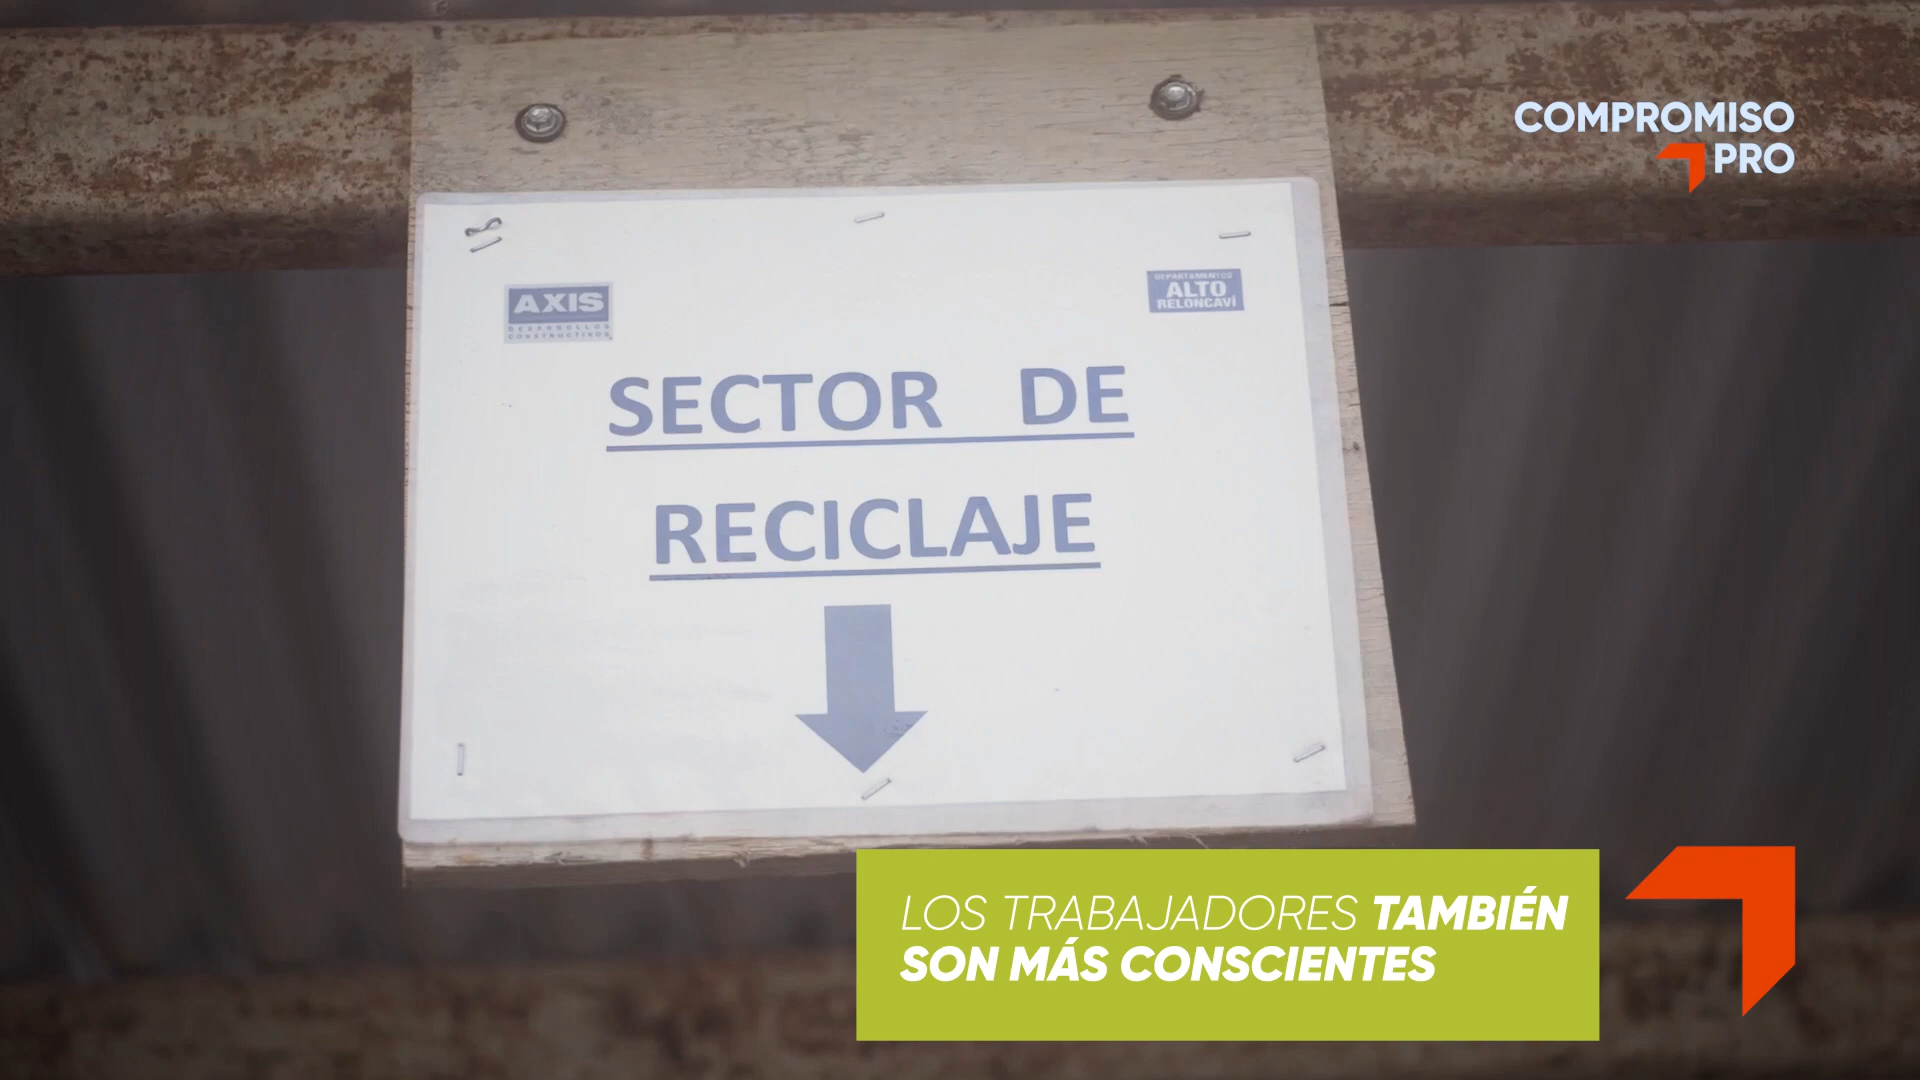 COMPROMISO
PRO
AXIS
DESARROLLOS
CONSTRUCTIVOS
DEPARTAMENTOS
ALTO
RELONCAVÍ
SECTOR DE
RECICLAJE
LOS TRABAJADORES TAMBIÉN
SON MÁS CONSCIENTES